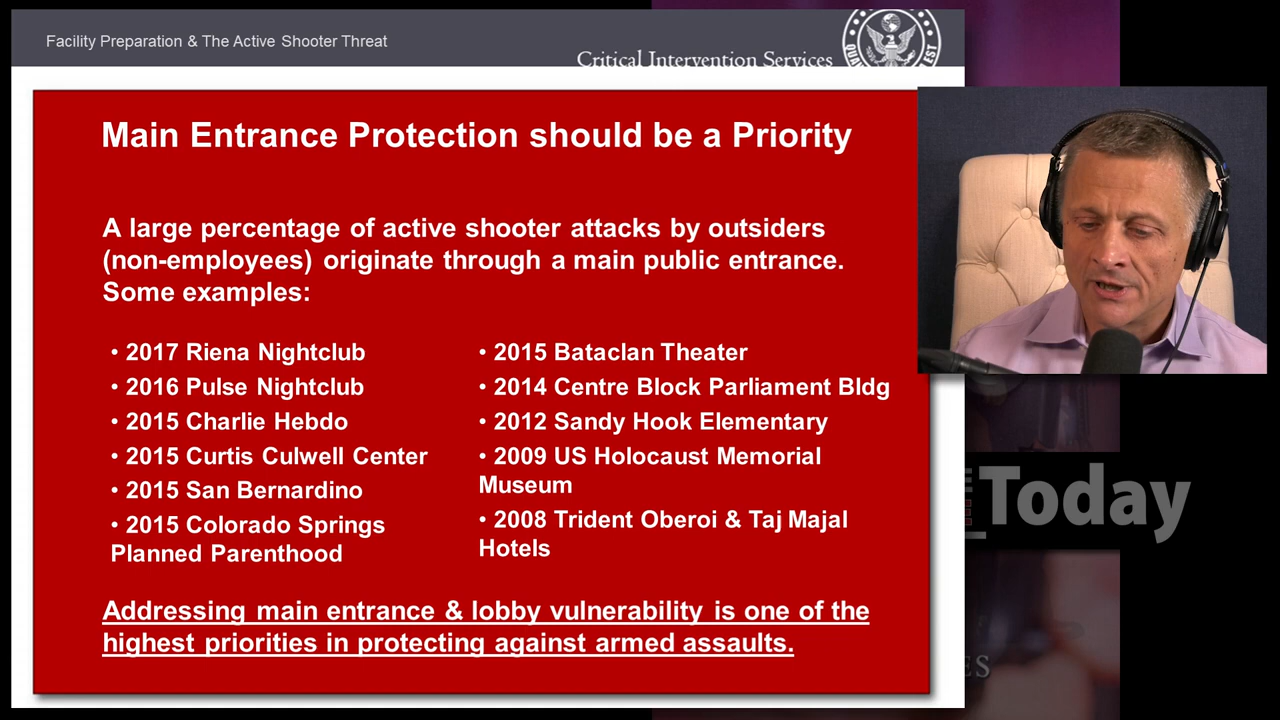 Facility Preparation & The Active Shooter Threat
Critical Intervention Services
Main Entrance Protection should be a Priority
A large percentage of active shooter attacks by outsiders
(non-employees) originate through a main public entrance.
Some examples:
• 2017 Riena Nightclub
• 2016 Pulse Nightclub
• 2015 Charlie Hebdo
• 2015 Curtis Culwell Center
• 2015 San Bernardino
• 2015 Colorado Springs
Planned Parenthood
• 2015 Bataclan Theater
• 2014 Centre Block Parliament Bldg
• 2012 Sandy Hook Elementary
• 2009 US Holocaust Memorial
Museum
• 2008 Trident Oberoi & Taj Majal
Hotels
Addressing main entrance & lobby vulnerability is one of the
highest priorities in protecting against armed assaults.
Today